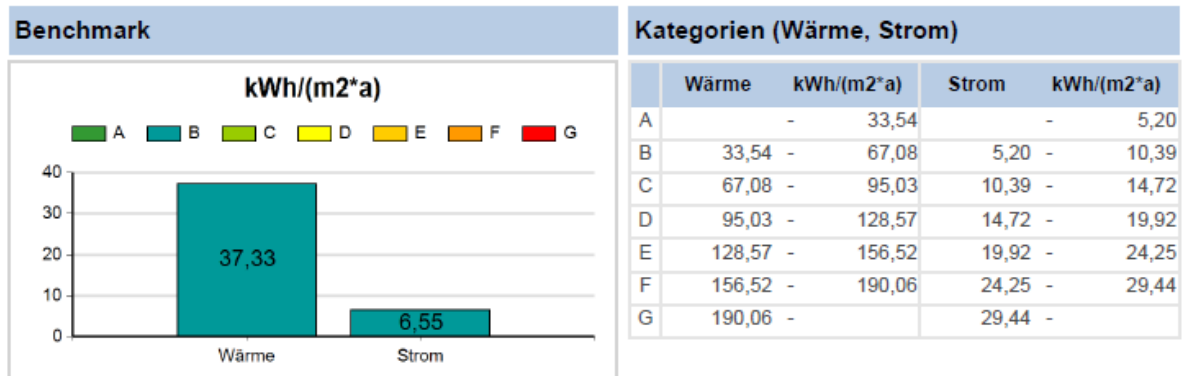 Benchmark
kWh/(m2*a)
A B C D E F G
40
30
20
10
0
37,33
6,55
Wärme Strom
Kategorien (Wärme, Strom)
Wärme kWh/(m2*a) Strom kWh/(m2*a)
A - 33,54 - 5,20
B 33,54 - 67,08 5,20 - 10,39
C 67,08 - 95,03 10,39 - 14,72
D 95,03 - 128,57 14,72 - 19,92
E 128,57 - 156,52 19,92 - 24,25
F 156,52 - 190,06 24,25 - 29,44
G 190,06 - 29,44 -